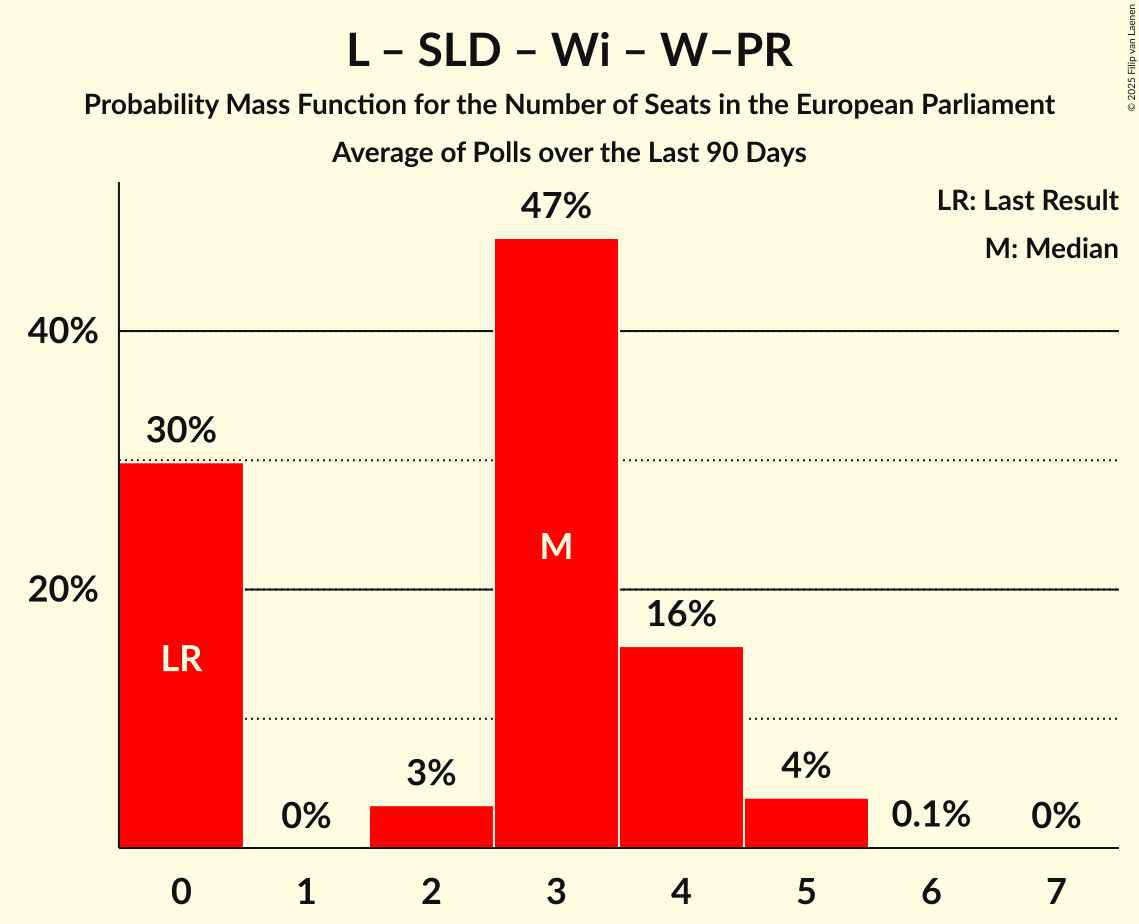 L – SLD – Wi – W–PR
Probability Mass Function for the Number of Seats in the European Parliament
Average of Polls over the Last 90 Days
© 2025 Filip van Laenen
LR: Last Result
M: Median
47%
40%
30%
M
20%
16%
LR
3%
4%
0%
0.1%
0%
0 1 2 3 4 5 6 7